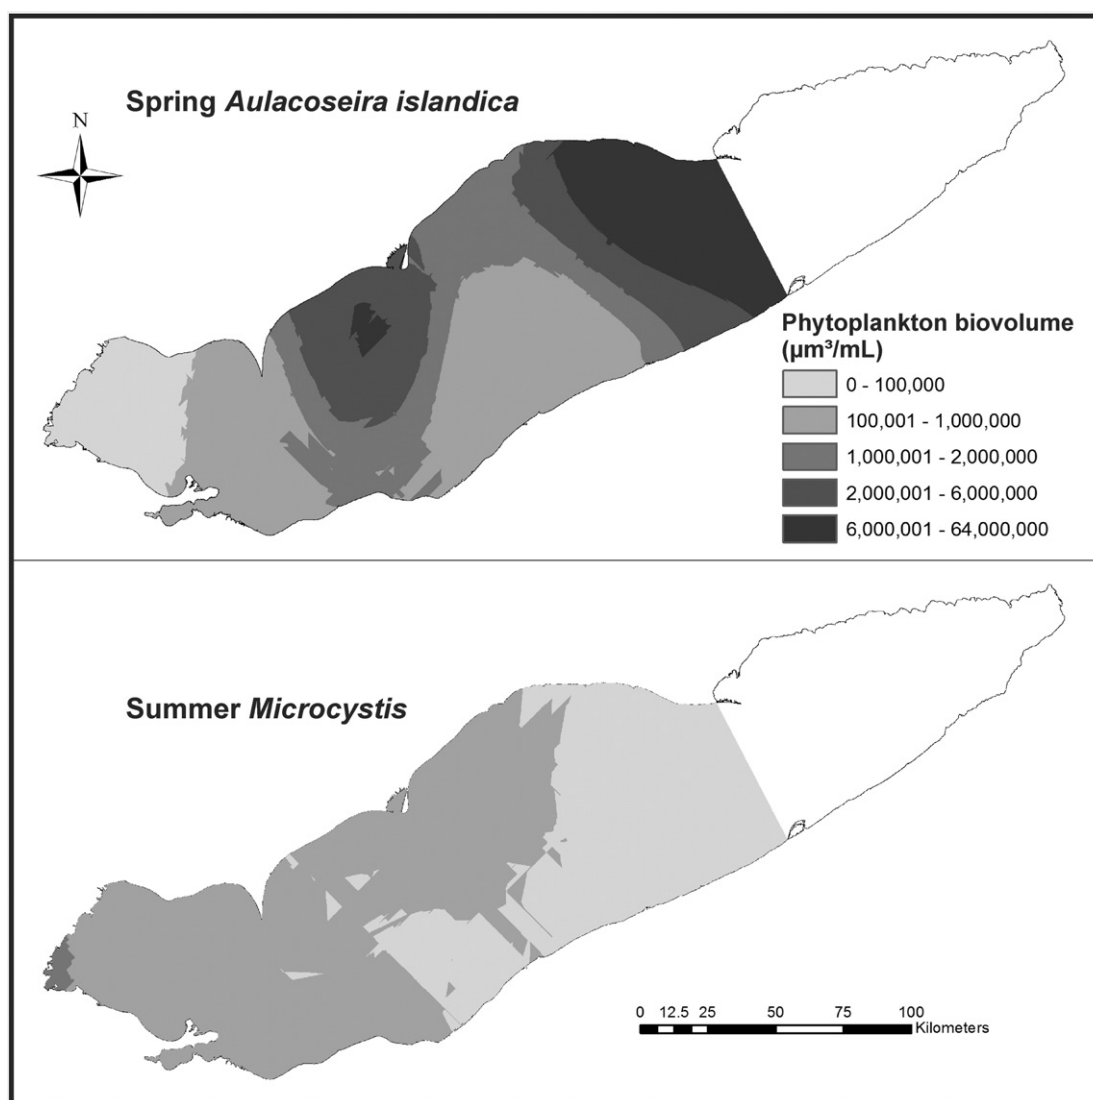 Spring Aulacoseira islandica
N
Phytoplankton biovolume
(µm³/mL)
0 - 100,000
100,001 - 1,000,000
1,000,001 - 2,000,000
2,000,001 - 6,000,000
6,000,001 - 64,000,000
Summer Microcystis
0 12.5 25 50 75 100
Kilometers